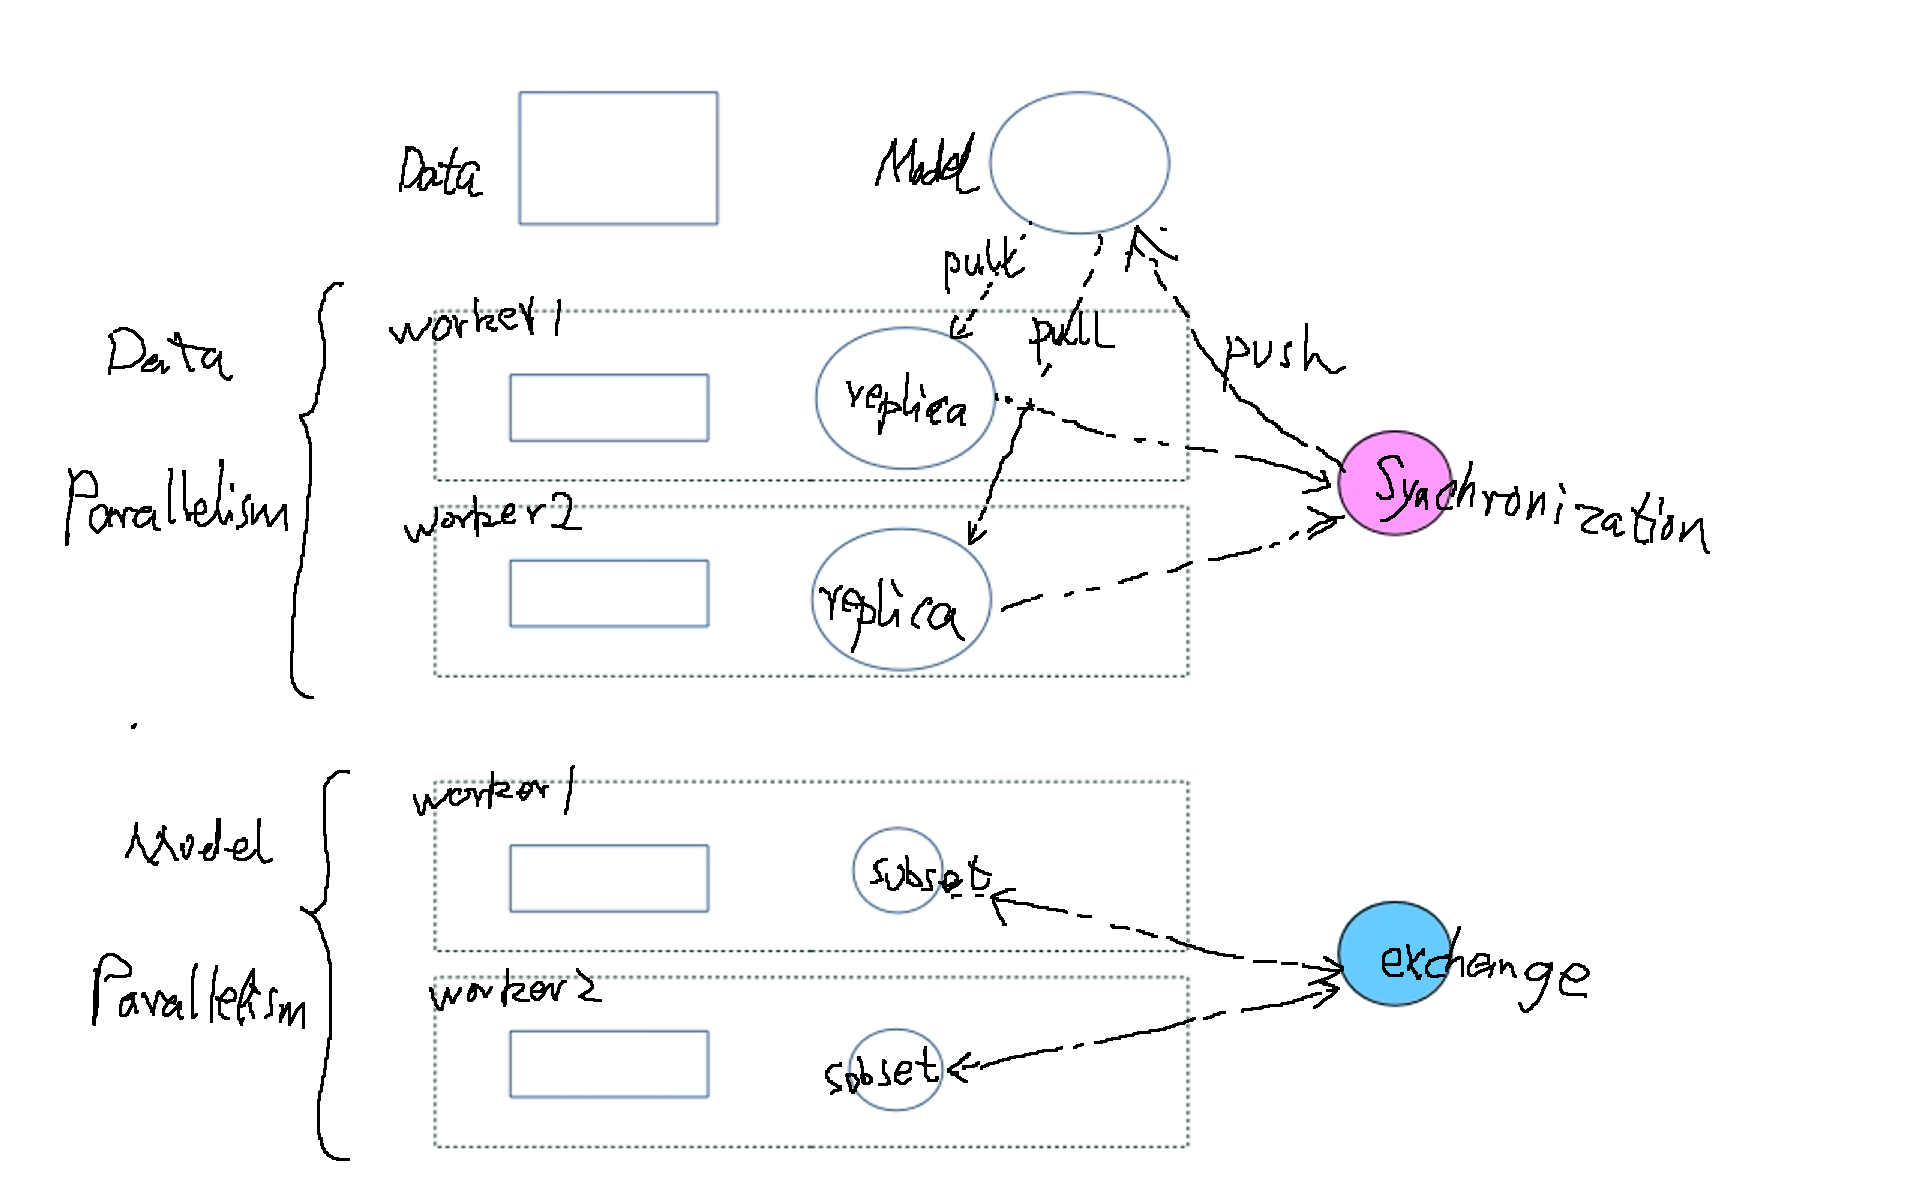 Data
Model
pull
worker1
pull
push
Data
replica
Parallelism
Synchronization
worker2
replica
worker1
Model
subset
Parallelism
exchange
worker2
subset